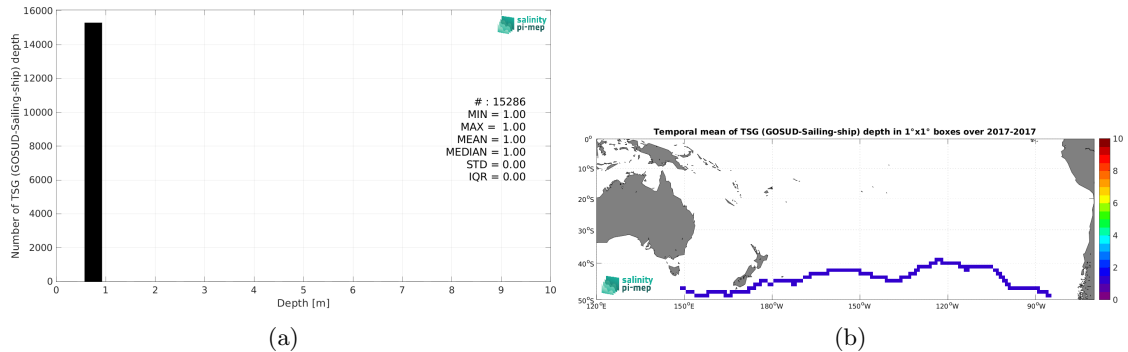 16000
14000
12000
10000
8000
6000
4000
2000
0
Number of TSG (GOSUD-Sailing-ship) depth
salinity
pi-mep
# : 15286
MIN = 1.00
MAX = 1.00
MEAN = 1.00
MEDIAN = 1.00
STD = 0.00
IQR = 0.00
0 1 2 3 4 5 6 7 8 9 10
Depth [m]
(a)
Temporal mean of TSG (GOSUD-Sailing-ship) depth in 1°x1° boxes over 2017-2017
0°
10°S
20°S
30°S
40°S
50°S
salinity
pi-mep
120°E 150°E 180°W 150°W 120°W 90°W
10
8
6
4
2
0
(b)